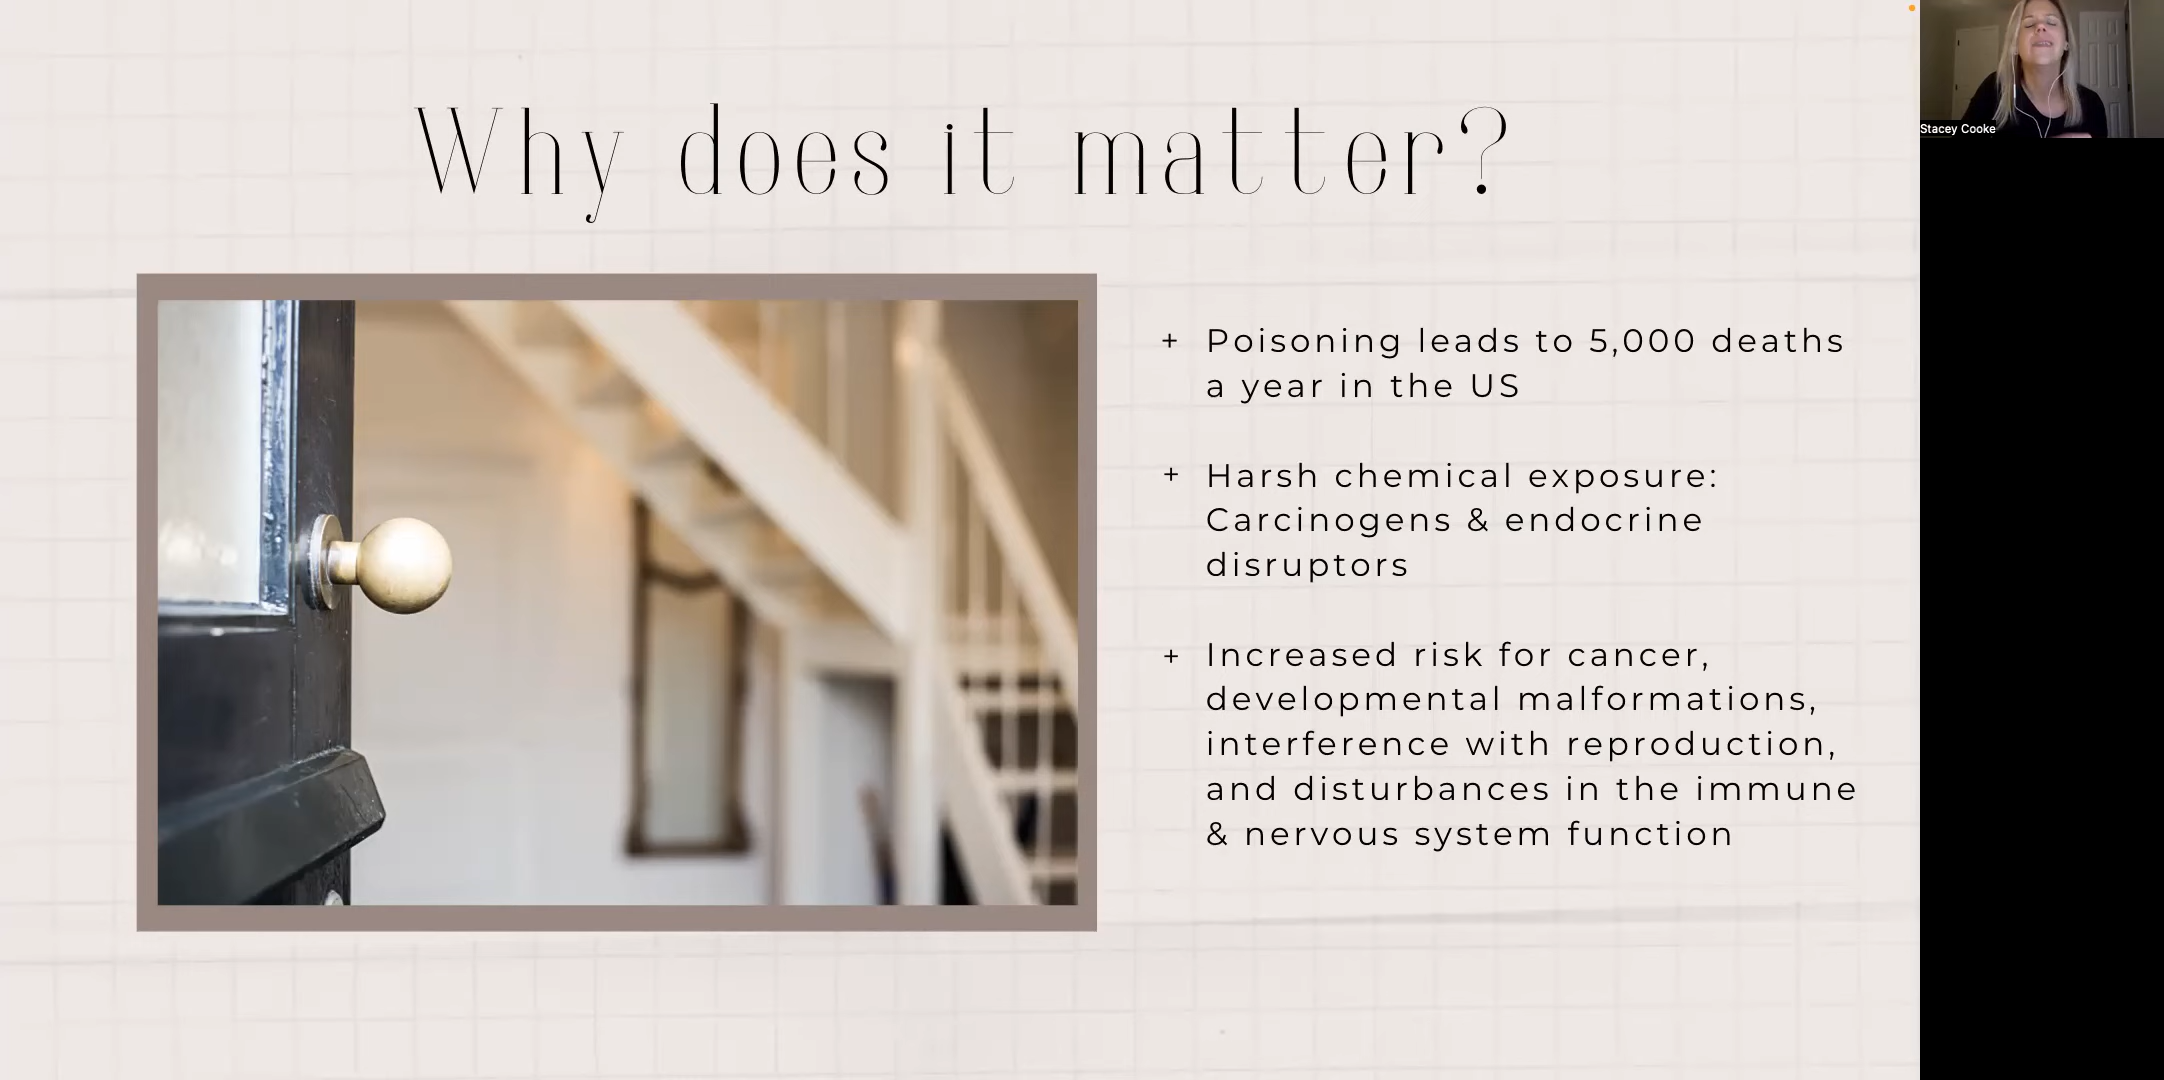 Why does it matter?
+ Poisoning leads to 5,000 deaths
a year in the US
+ Harsh chemical exposure:
Carcinogens & endocrine
disruptors
+ Increased risk for cancer,
developmental malformations,
interference with reproduction,
and disturbances in the immune
& nervous system function
Stacey Cooke